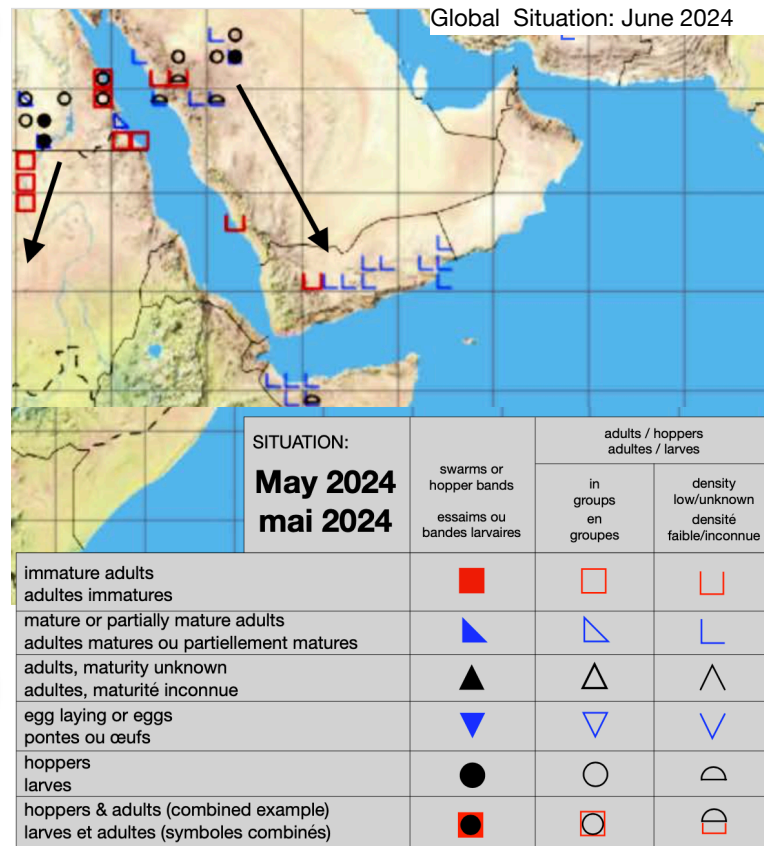 Global Situation: June 2024
SITUATION:
May 2024
mai 2024
swarms or
hopper bands
essaims ou
bandes larvaires
adults / hoppers
adultes / larves
in
groups
en
groupes
density
low/unknown
densité
faible/inconnue
immature adults
adultes immatures
mature or partially mature adults
adultes matures ou partiellement matures
adults, maturity unknown
adultes, maturité inconnue
egg laying or eggs
pontes ou œufs
hoppers
larves
hoppers & adults (combined example)
larves et adultes (symboles combinés)